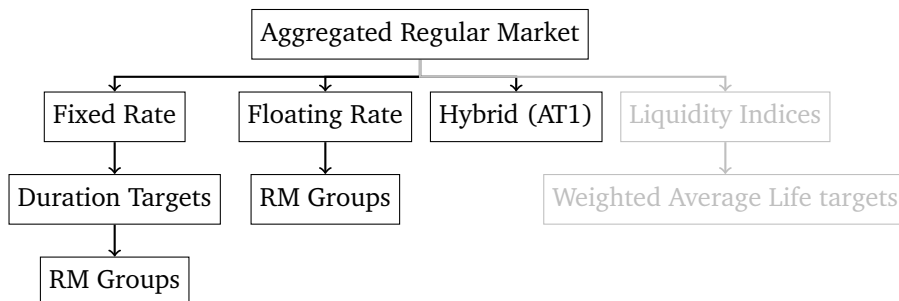 Aggregated Regular Market
Fixed Rate
Floating Rate
Hybrid (AT1)
Liquidity Indices
Duration Targets
RM Groups
Weighted Average Life targets
RM Groups